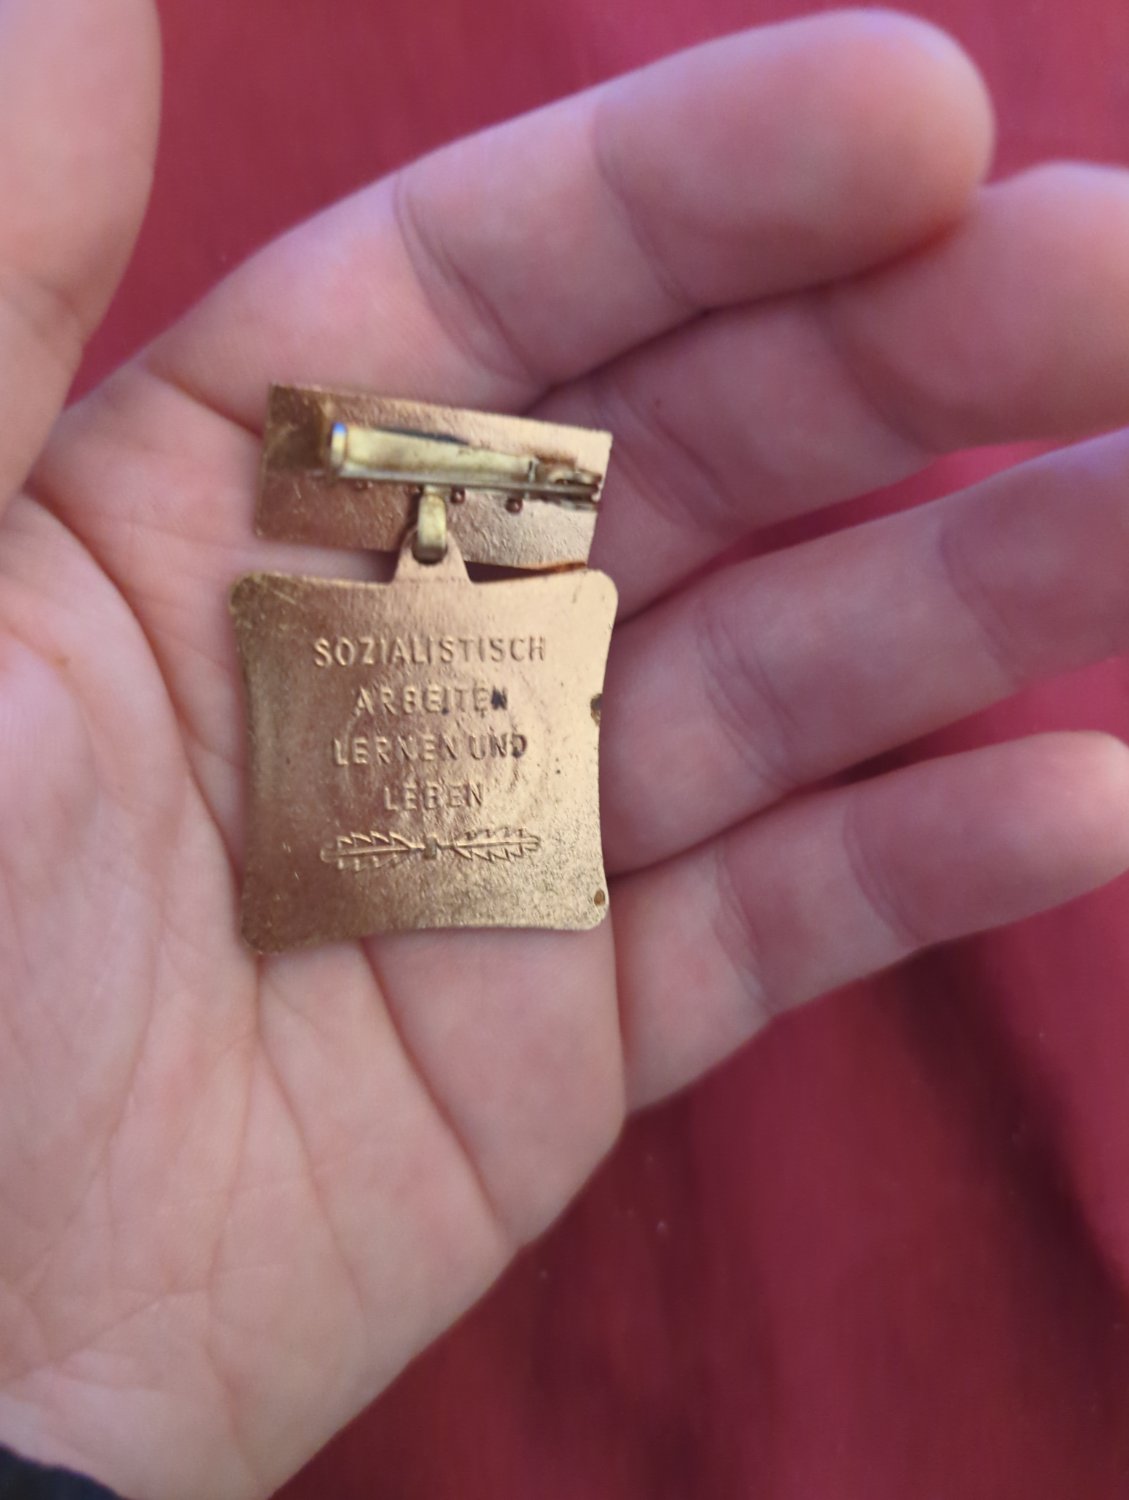 SOZIALISTISCH
ARBEITEN
LERNEN UND
LEBEN